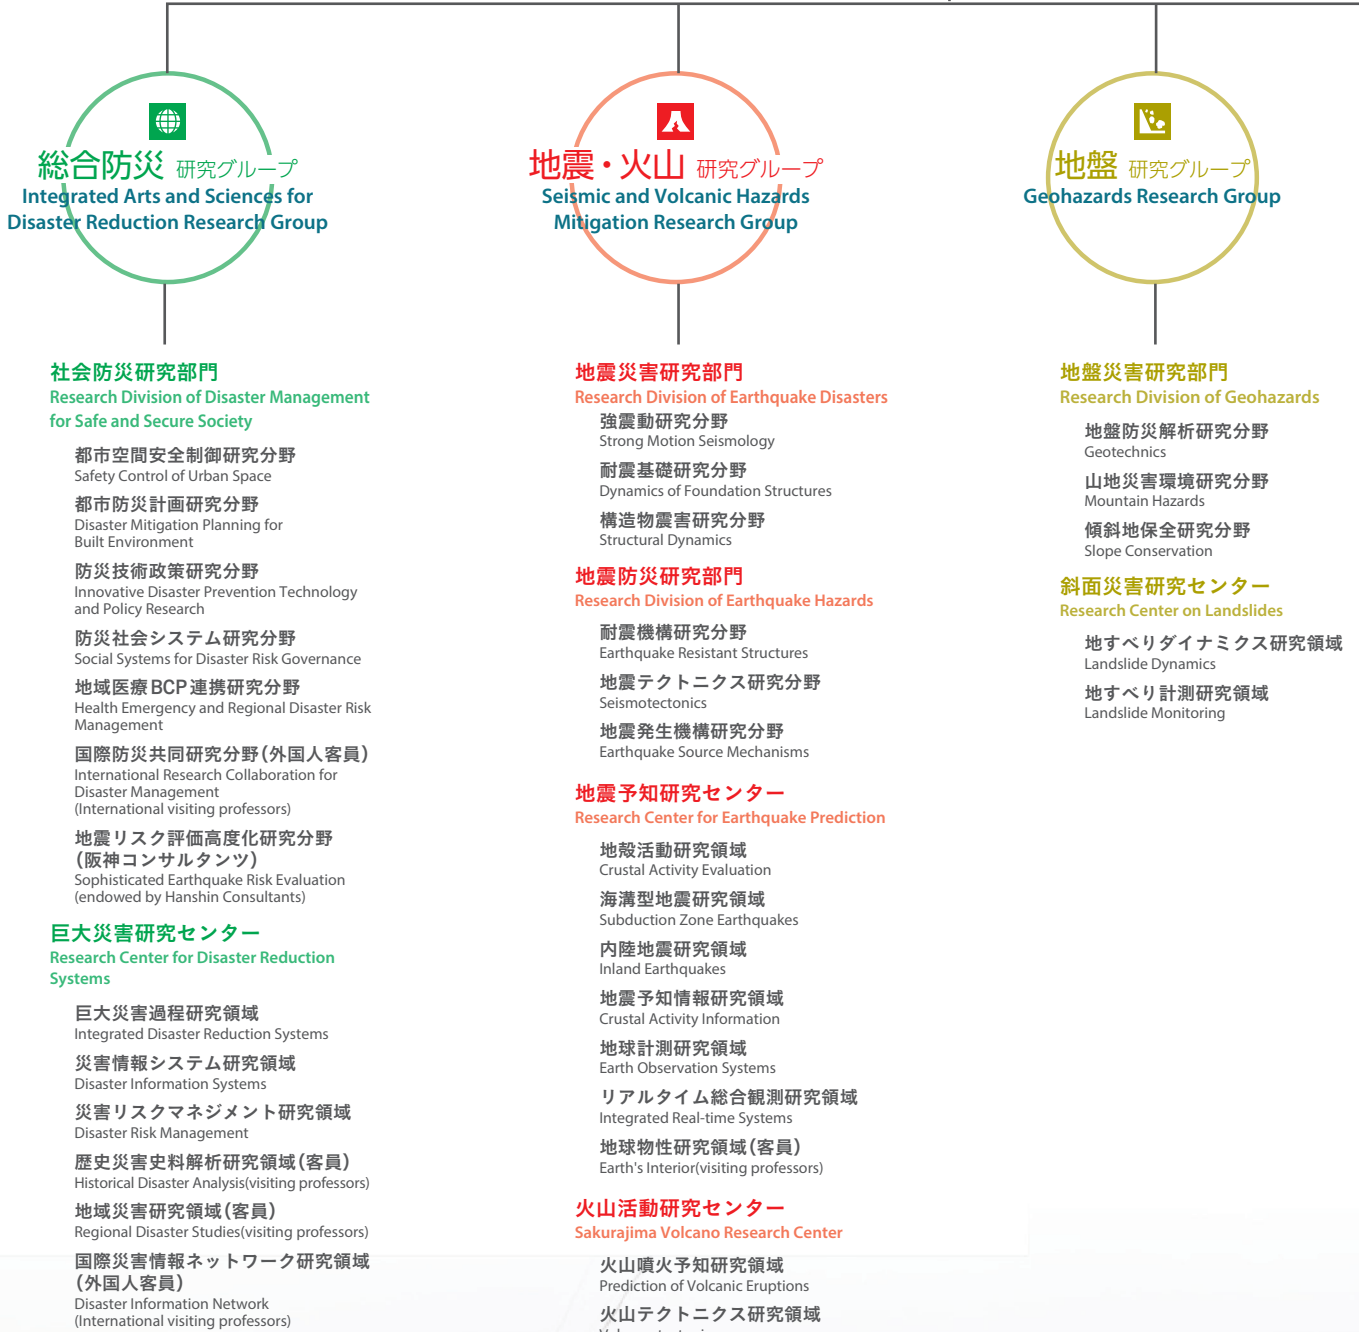 総合防災 研究グループ
Integrated Arts and Sciences for
Disaster Reduction Research Group
社会防災研究部門
Research Division of Disaster Management
for Safe and Secure Society
都市空間安全制御研究分野
Safety Control of Urban Space
都市防災計画研究分野
Disaster Mitigation Planning for
Built Environment
防災技術政策研究分野
Innovative Disaster Prevention Technology
and Policy Research
防災社会システム研究分野
Social Systems for Disaster Risk Governance
地域医療BCP連携研究分野
Health Emergency and Regional Disaster Risk
Management
国際防災共同研究分野(外国人客員)
International Research Collaboration for
Disaster Management
(International visiting professors)
地震リスク評価高度化研究分野
(阪神コンサルタンツ)
Sophisticated Earthquake Risk Evaluation
(endowed by Hanshin Consultants)
巨大災害研究センター
Research Center for Disaster Reduction
Systems
巨大災害過程研究領域
Integrated Disaster Reduction Systems
災害情報システム研究領域
Disaster Information Systems
災害リスクマネジメント研究領域
Disaster Risk Management
歴史災害史料解析研究領域(客員)
Historical Disaster Analysis(visiting professors)
地域災害研究領域(客員)
Regional Disaster Studies(visiting professors)
国際災害情報ネットワーク研究領域
(外国人客員)
Disaster Information Network
(International visiting professors)
地震・火山 研究グループ
Seismic and Volcanic Hazards
Mitigation Research Group
地震災害研究部門
Research Division of Earthquake Disasters
強震動研究分野
Strong Motion Seismology
耐震基礎研究分野
Dynamics of Foundation Structures
構造物震害研究分野
Structural Dynamics
地震防災研究部門
Research Division of Earthquake Hazards
耐震機構研究分野
Earthquake Resistant Structures
地震テクトニクス研究分野
Seismotectonics
地震発生機構研究分野
Earthquake Source Mechanisms
地震予知研究センター
Research Center for Earthquake Prediction
地殻活動研究領域
Crustal Activity Evaluation
海溝型地震研究領域
Subduction Zone Earthquakes
内陸地震研究領域
Inland Earthquakes
地震予知情報研究領域
Crustal Activity Information
地球計測研究領域
Earth Observation Systems
リアルタイム総合観測研究領域
Integrated Real-time Systems
地球物性研究領域(客員)
Earth's Interior(visiting professors)
火山活動研究センター
Sakurajima Volcano Research Center
火山噴火予知研究領域
Prediction of Volcanic Eruptions
火山テクトニクス研究領域
地盤 研究グループ
Geohazards Research Group
地盤災害研究部門
Research Division of Geohazards
地盤防災解析研究分野
Geotechnics
山地災害環境研究分野
Mountain Hazards
傾斜地保全研究分野
Slope Conservation
斜面災害研究センター
Research Center on Landslides
地すべりダイナミクス研究領域
Landslide Dynamics
地すべり計測研究領域
Landslide Monitoring